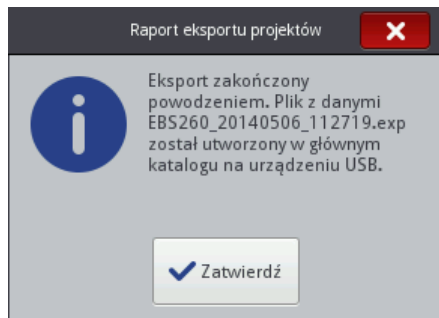 Raport eksportu projektów
Eksport zakończony
powodzeniem. Plik z danymi
EBS260_20140506_112719.exp
został utworzony w głównym
katalogu na urządzeniu USB.
Zatwierdź